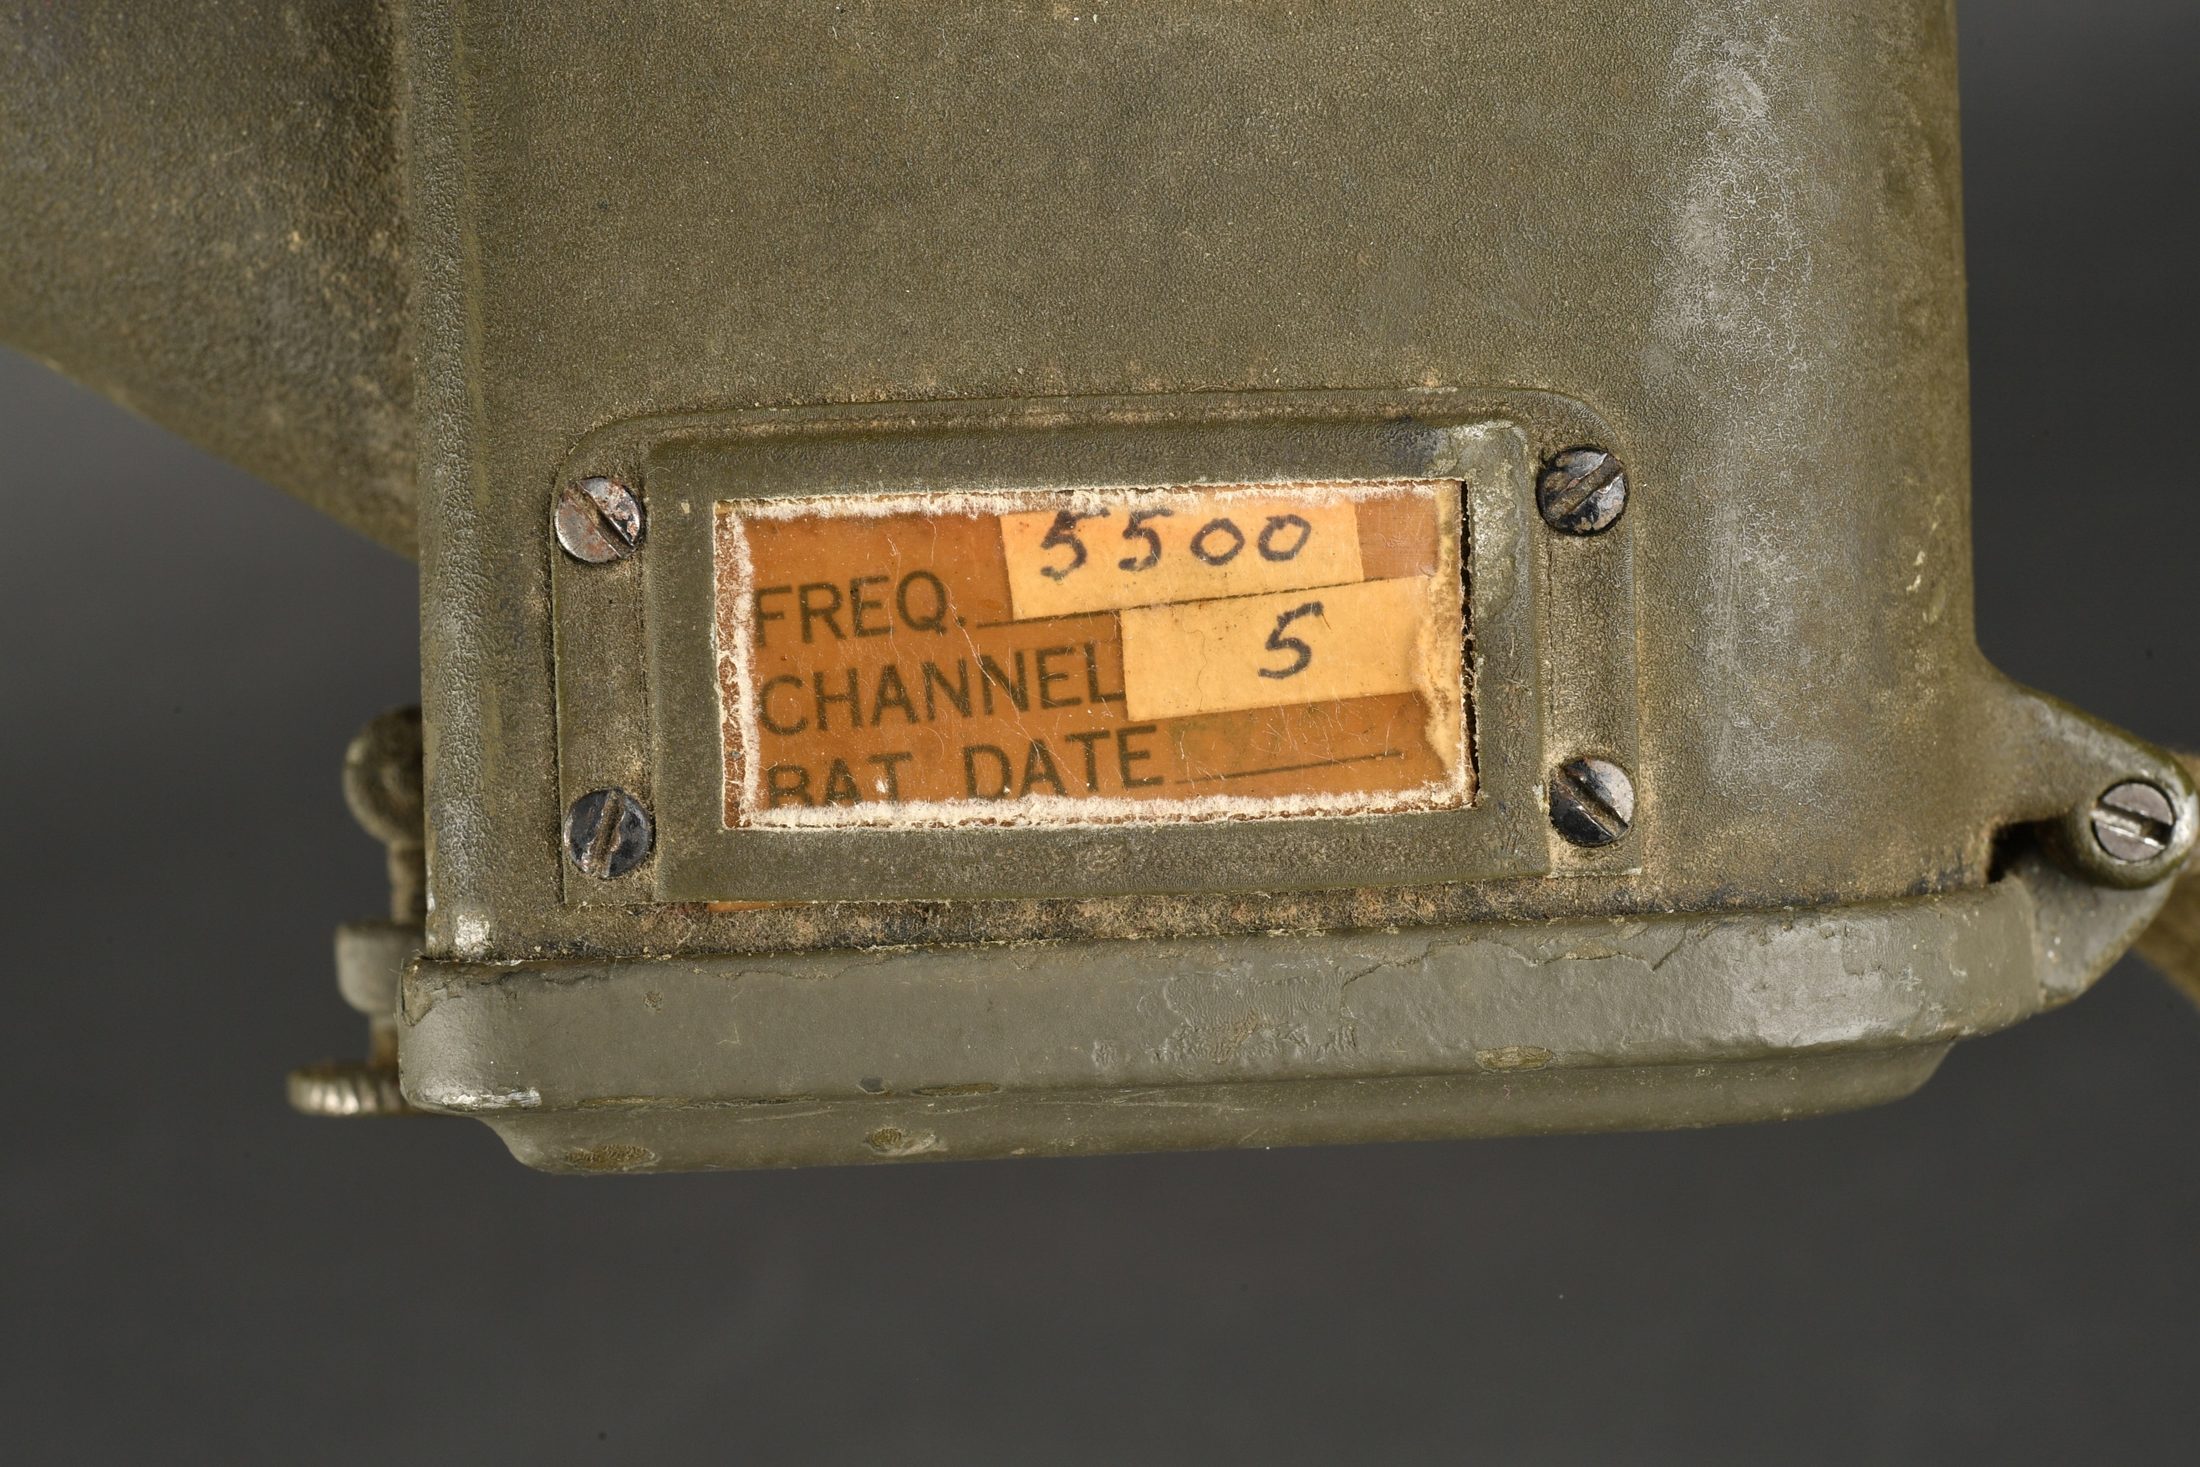 FREQ. 5500
CHANNEL 5
BAT. DATE